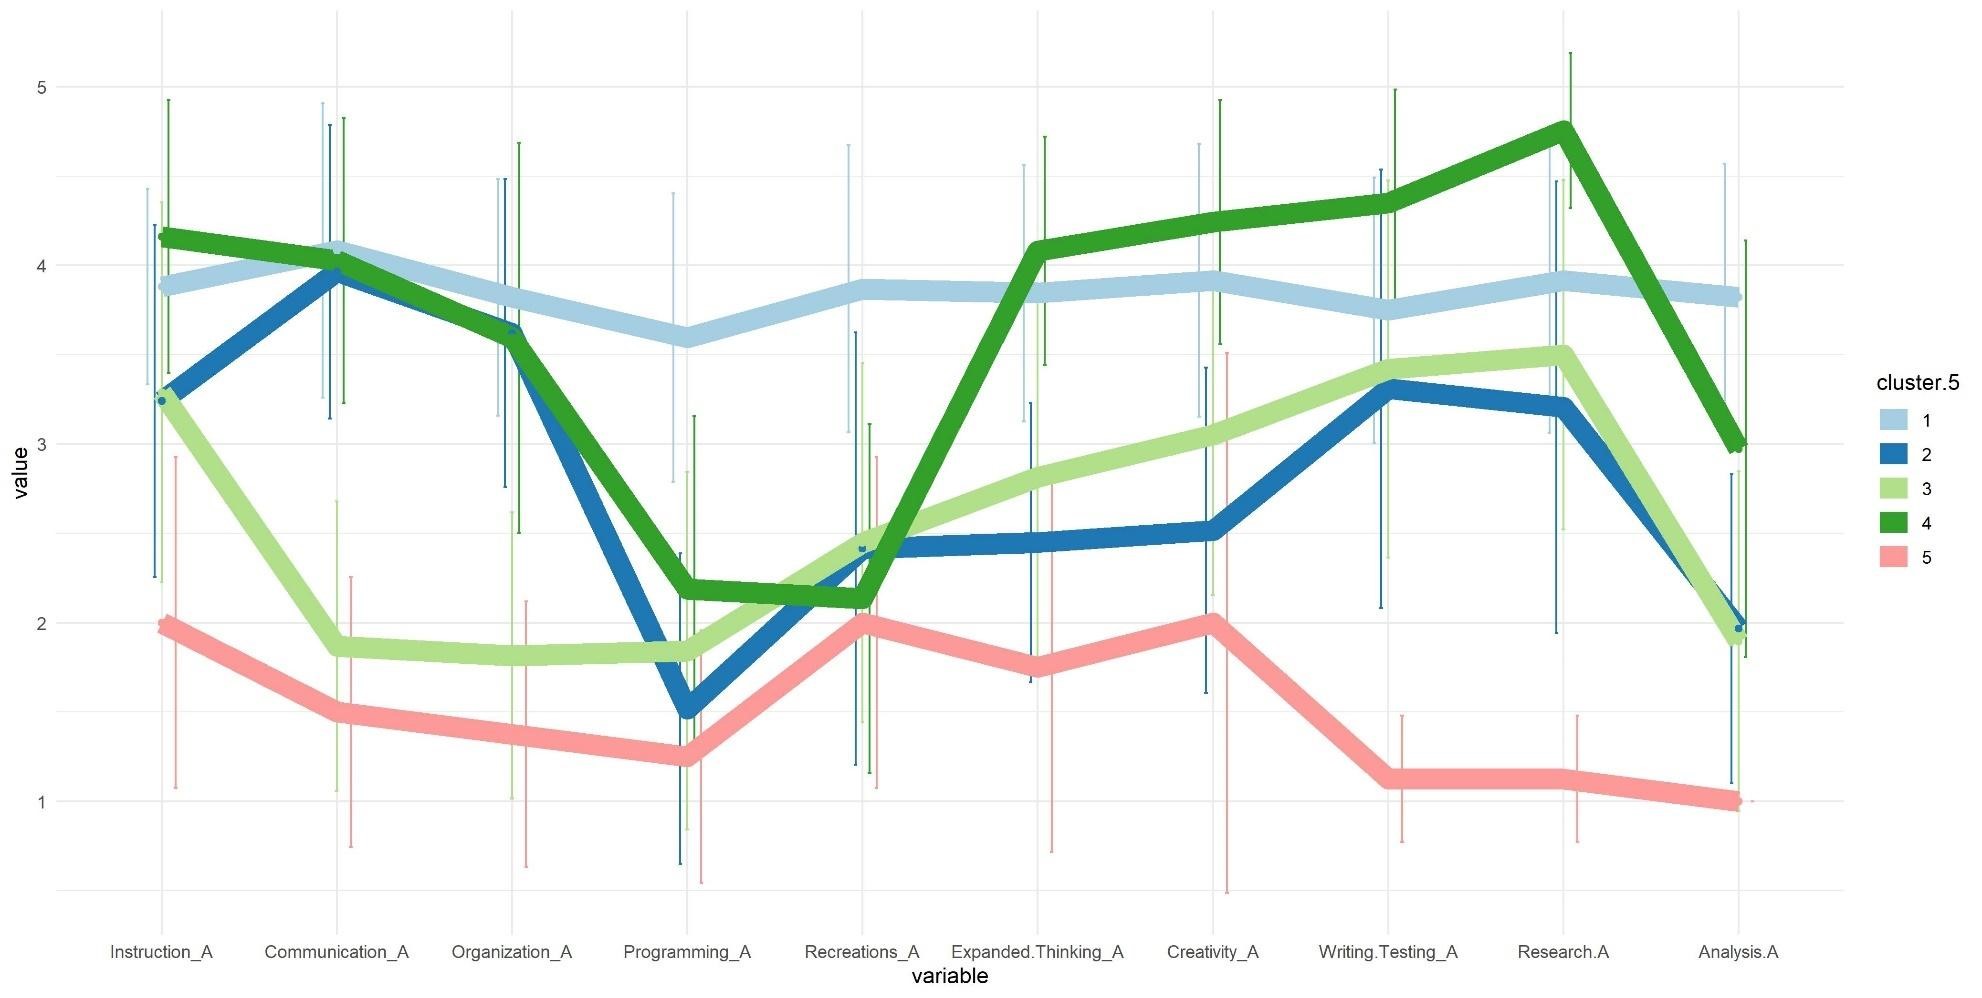 5
4
3
2
1
value
Instruction_A
Communication_A
Organization_A
Programming_A
Recreations_A
Expanded.Thinking_A
Creativity_A
Writing.Testing_A
Research.A
Analysis.A
variable
cluster.5
1
2
3
4
5